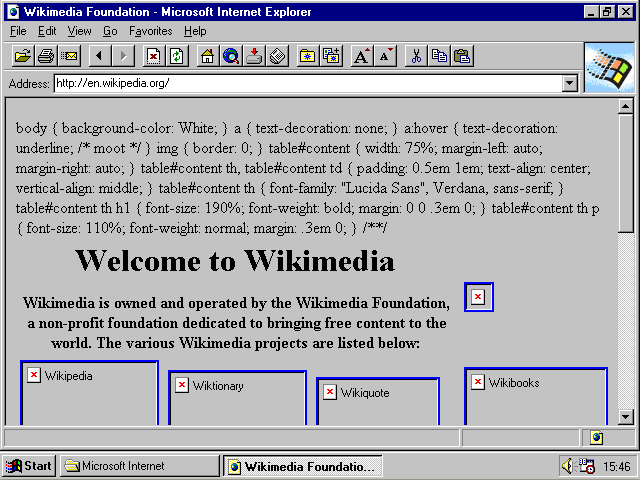 Wikimedia Foundation - Microsoft Internet Explorer
File Edit View Go Favorites Help
Address: http://en.wikipedia.org/
body { background-color: White; } a { text-decoration: none; } a:hover { text-decoration:
underline; /* moot */ } img { border: 0; } table#content { width: 75%; margin-left: auto;
margin-right: auto; } table#content th, table#content td { padding: 0.5em 1em; text-align: center;
vertical-align: middle; } table#content th { font-family: "Lucida Sans", Verdana, sans-serif; }
table#content th h1 { font-size: 190%; font-weight: bold; margin: 0 0 .3em 0; } table#content th p
{ font-size: 110%; font-weight: normal; margin: .3em 0; } /**/
Welcome to Wikimedia
Wikimedia is owned and operated by the Wikimedia Foundation,
a non-profit foundation dedicated to bringing free content to the
world. The various Wikimedia projects are listed below:
Wikipedia Wiktionary Wikiquote Wikibooks
Start Microsoft Internet Wikimedia Foundatio... 15:46